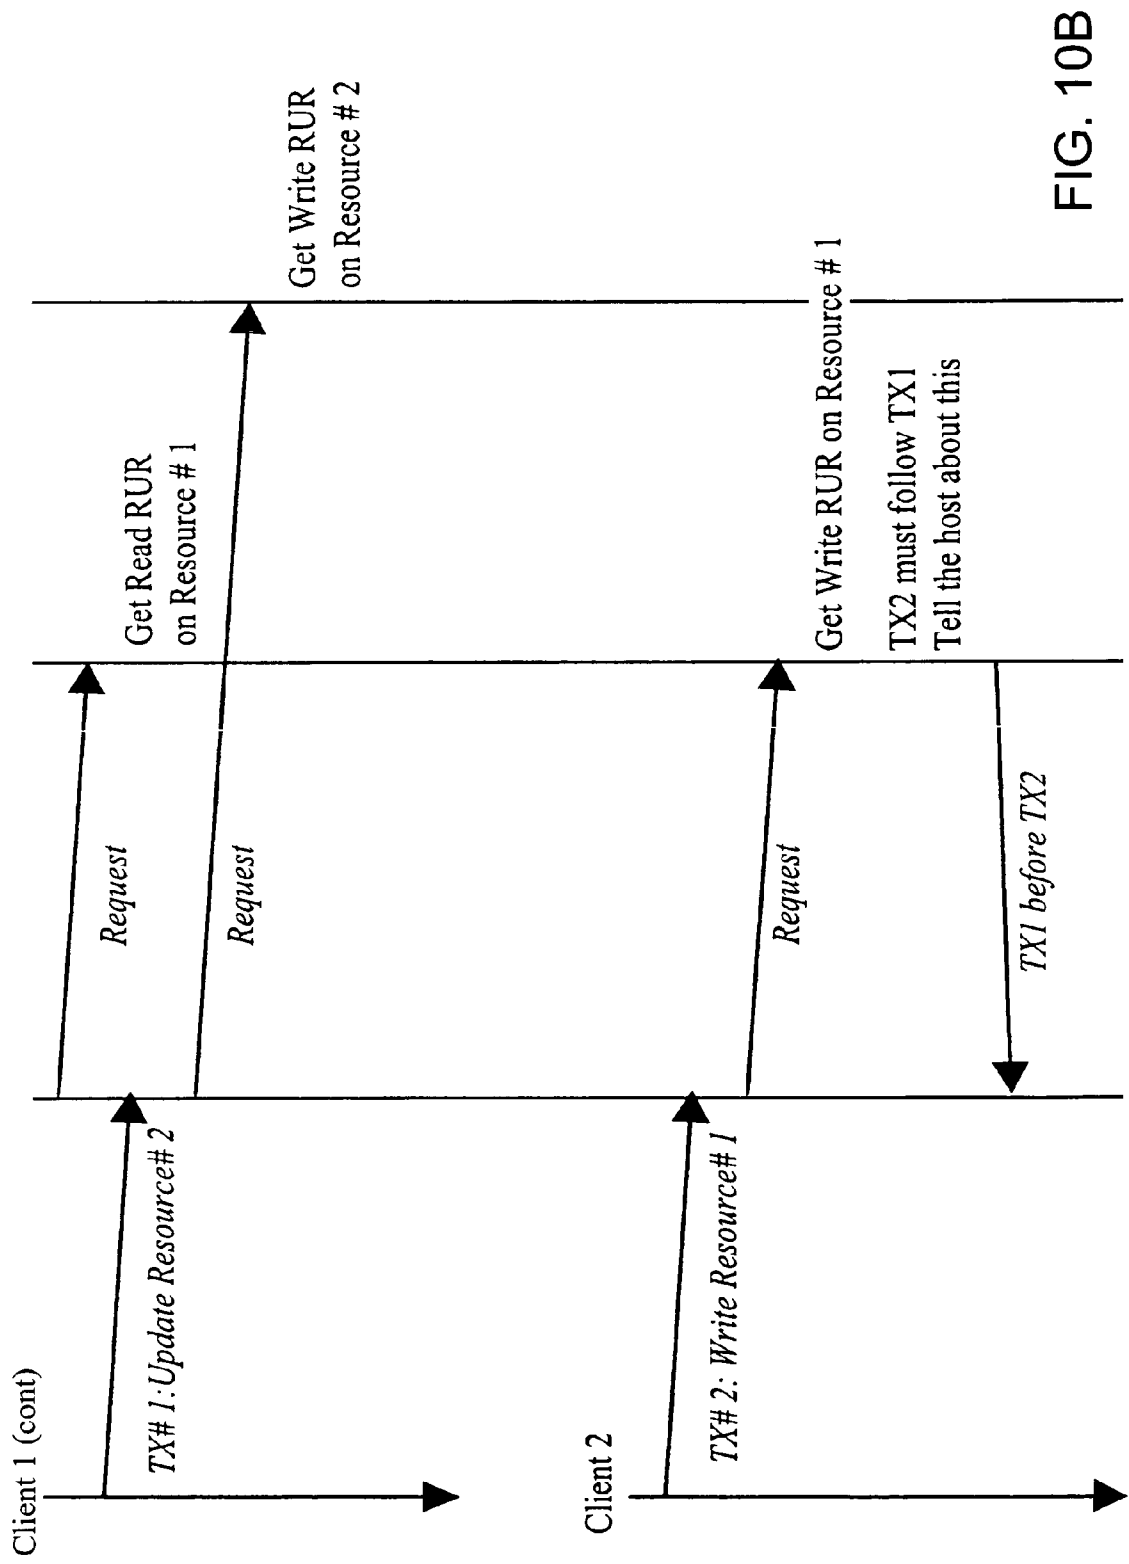 Client 1 (cont)
TX# 1:Update Resource# 2
Request
Get Read RUR
on Resource # 1
Request
Get Write RUR
on Resource # 2
Client 2
TX# 2: Write Resource# 1
Request
Get Write RUR on Resource # 1
TX2 must follow TX1
Tell the host about this
TX1 before TX2
FIG. 10B